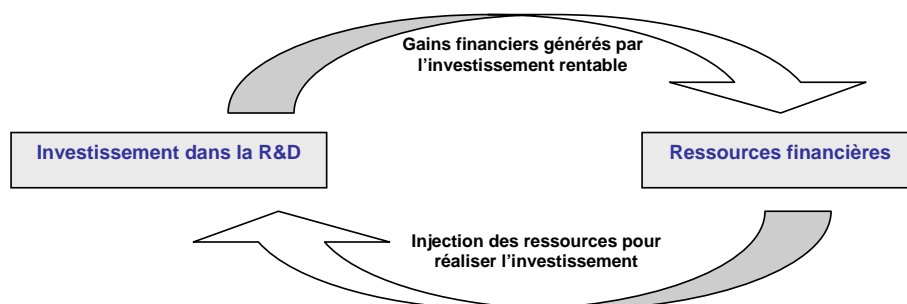 Gains financiers générés par
l’investissement rentable
Investissement dans la R&D
Ressources financières
Injection des ressources pour
réaliser l’investissement